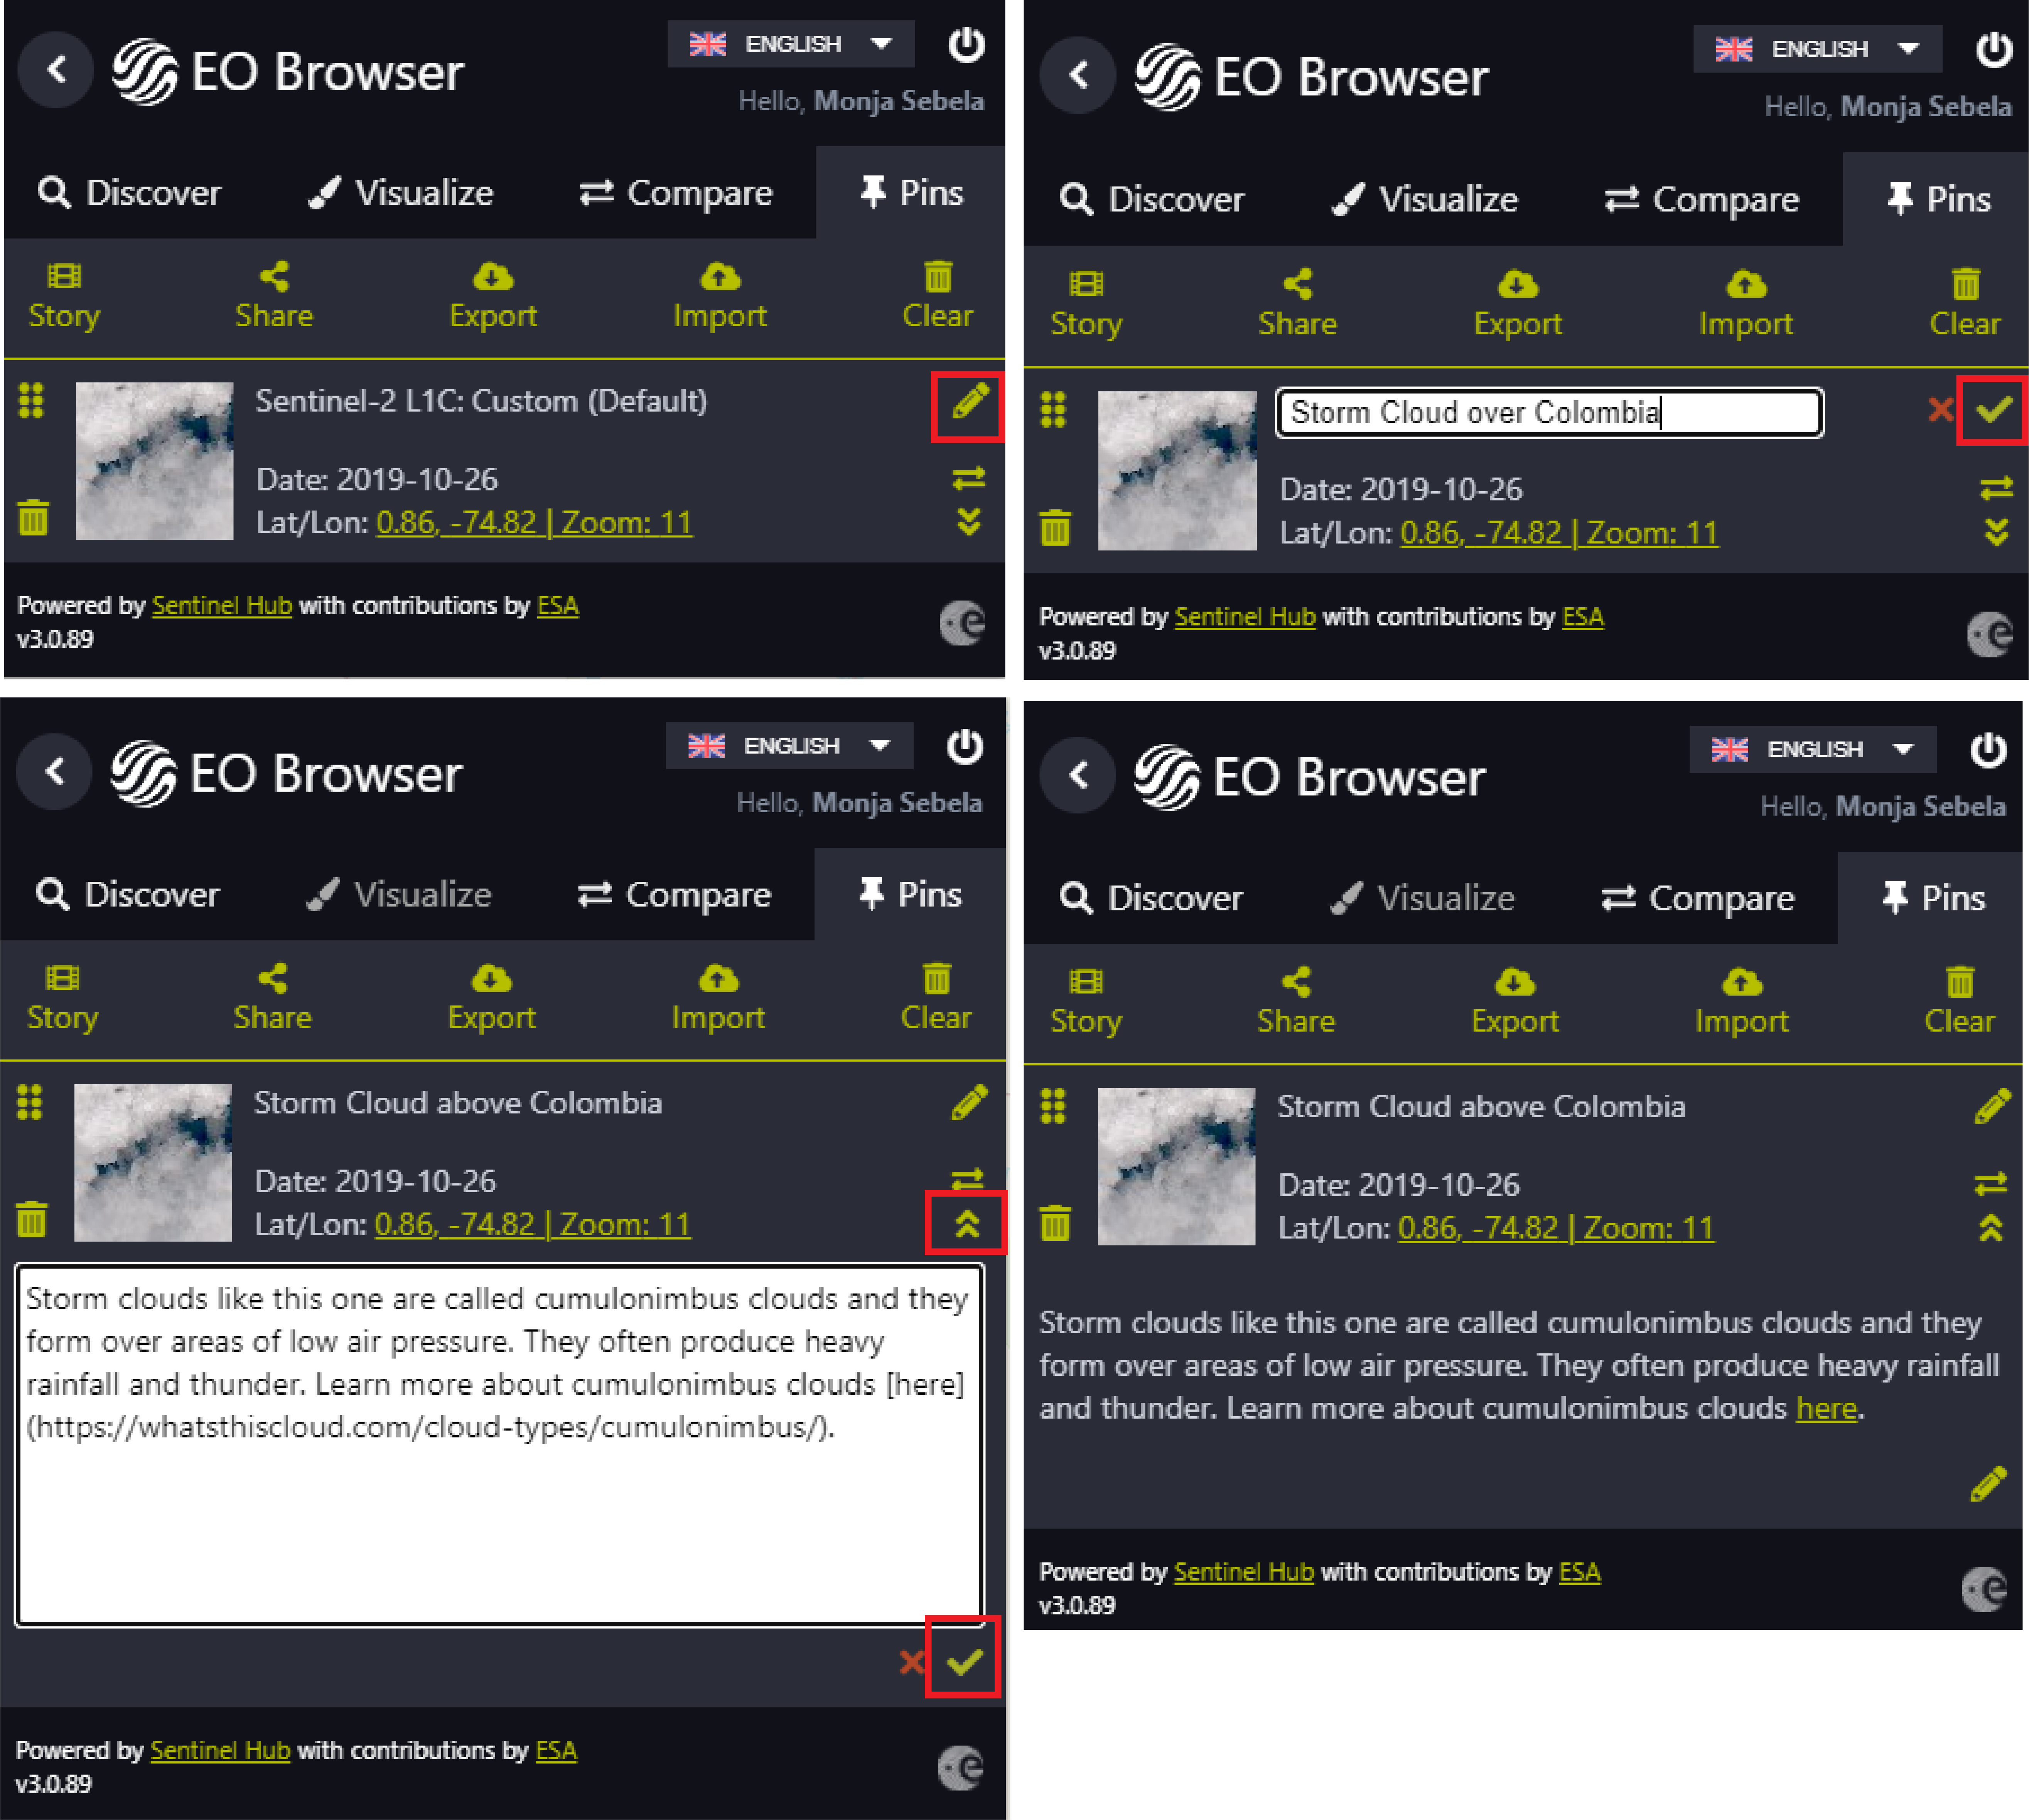 EO Browser
ENGLISH
Hello, Monja Sebela
Discover Visualize Compare Pins
Story Share Export Import Clear
Sentinel-2 L1C: Custom (Default)
Date: 2019-10-26
Lat/Lon: 0.86, -74.82 | Zoom: 11
Powered by Sentinel Hub with contributions by ESA
v3.0.89
EO Browser
ENGLISH
Hello, Monja Sebela
Discover Visualize Compare Pins
Story Share Export Import Clear
Storm Cloud over Colombia
Date: 2019-10-26
Lat/Lon: 0.86, -74.82 | Zoom: 11
Powered by Sentinel Hub with contributions by ESA
v3.0.89
EO Browser
ENGLISH
Hello, Monja Sebela
Discover Visualize Compare Pins
Story Share Export Import Clear
Storm Cloud above Colombia
Date: 2019-10-26
Lat/Lon: 0.86, -74.82 | Zoom: 11
Storm clouds like this one are called cumulonimbus clouds and they
form over areas of low air pressure. They often produce heavy
rainfall and thunder. Learn more about cumulonimbus clouds [here]
(https://whatsthiscloud.com/cloud-types/cumulonimbus/).
Powered by Sentinel Hub with contributions by ESA
v3.0.89
EO Browser
ENGLISH
Hello, Monja Sebela
Discover Visualize Compare Pins
Story Share Export Import Clear
Storm Cloud above Colombia
Date: 2019-10-26
Lat/Lon: 0.86, -74.82 | Zoom: 11
Storm clouds like this one are called cumulonimbus clouds and they
form over areas of low air pressure. They often produce heavy rainfall
and thunder. Learn more about cumulonimbus clouds here.
Powered by Sentinel Hub with contributions by ESA
v3.0.89